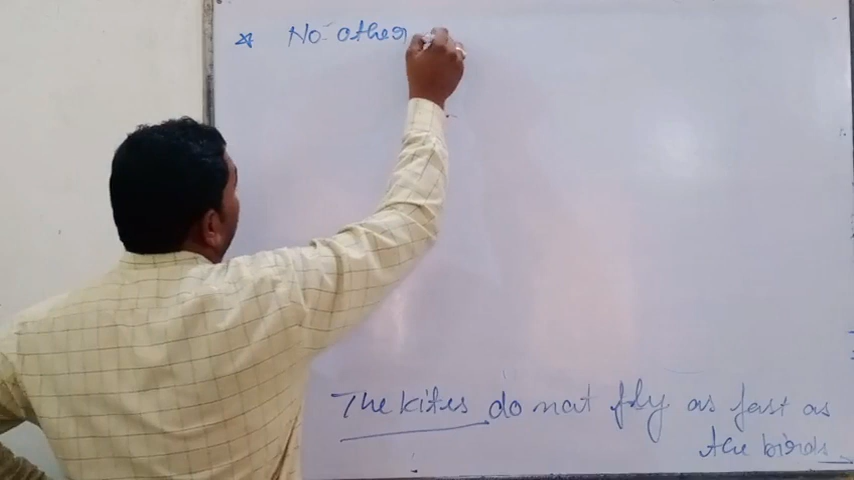 * No other
The kites do not fly as fast as
the birds